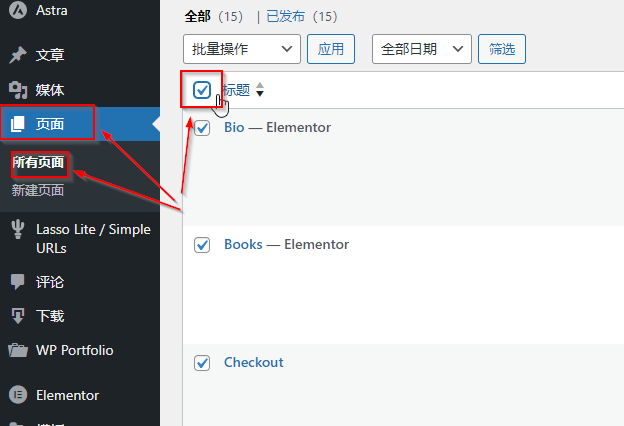 Astra
全部 (15) | 已发布 (15)
文章
批量操作 应用 全部日期 筛选
媒体
标题
页面
Bio — Elementor
所有页面
新建页面
Lasso Lite / Simple
URLs
Books — Elementor
评论
下载
WP Portfolio
Checkout
Elementor